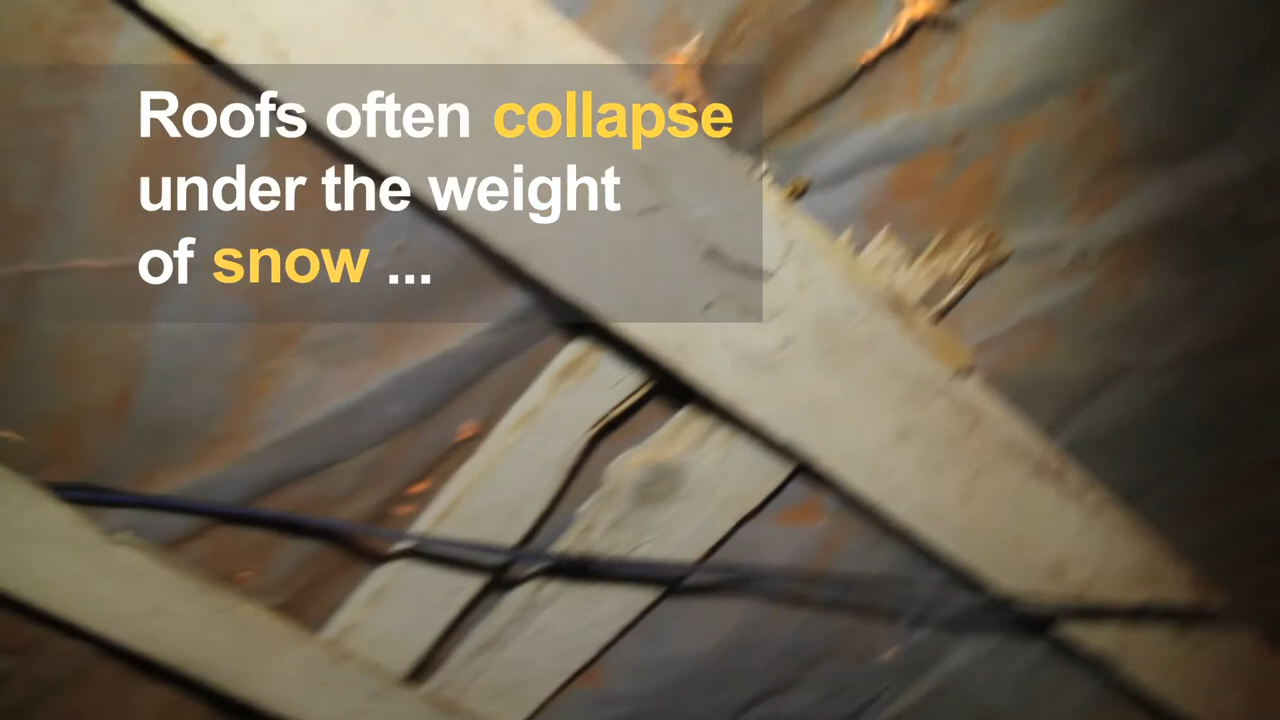 Roofs often collapse
under the weight
of snow ...